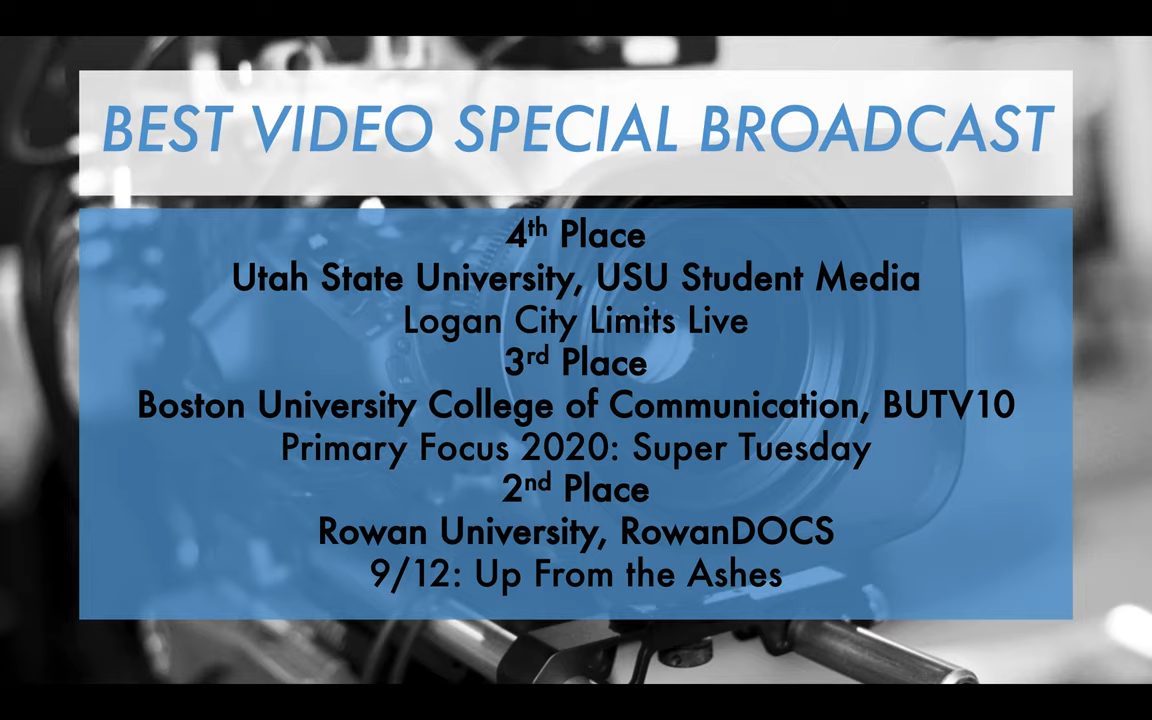 BEST VIDEO SPECIAL BROADCAST
4th Place
Utah State University, USU Student Media
Logan City Limits Live
3rd Place
Boston University College of Communication, BUTV10
Primary Focus 2020: Super Tuesday
2nd Place
Rowan University, RowanDOCS
9/12: Up From the Ashes